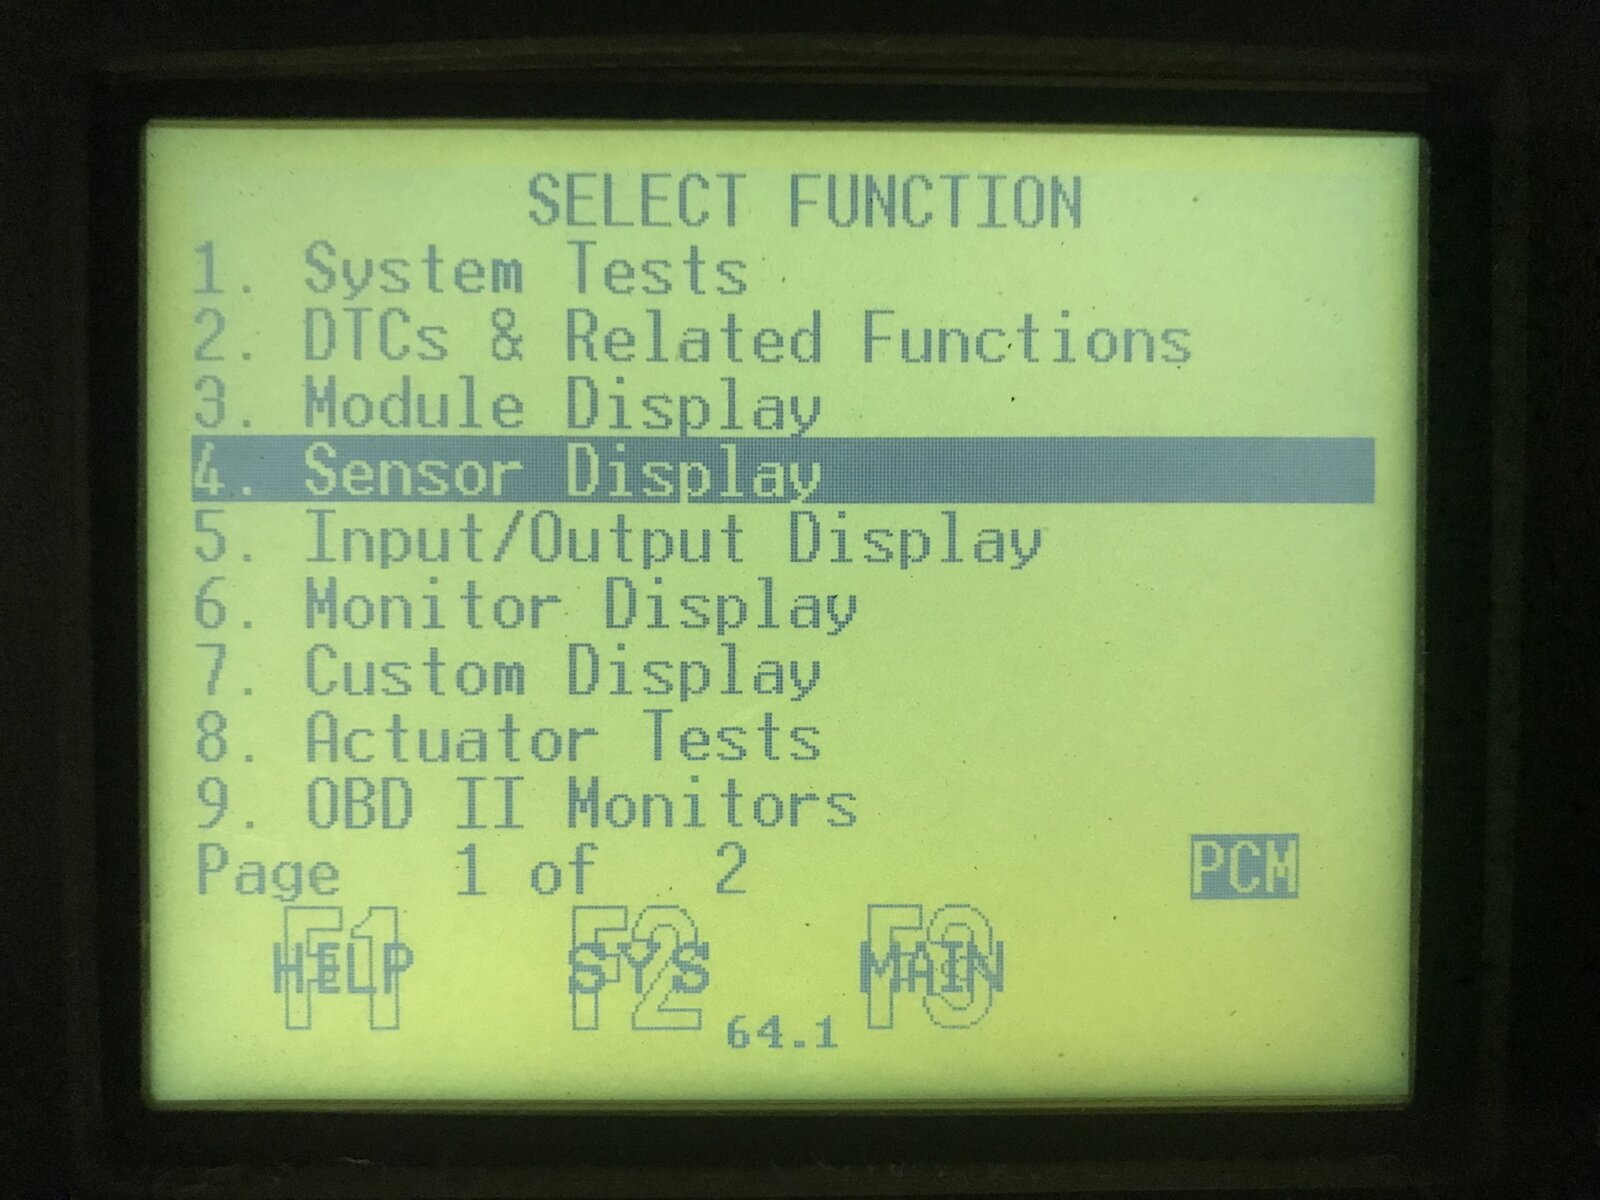 SELECT FUNCTION
1. System Tests
2. DTCs & Related Functions
3. Module Display
4. Sensor Display
5. Input/Output Display
6. Monitor Display
7. Custom Display
8. Actuator Tests
9. OBD II Monitors
Page 1 of 2 PCM
F1 F2 F3
HELP SYS MAIN
64.1